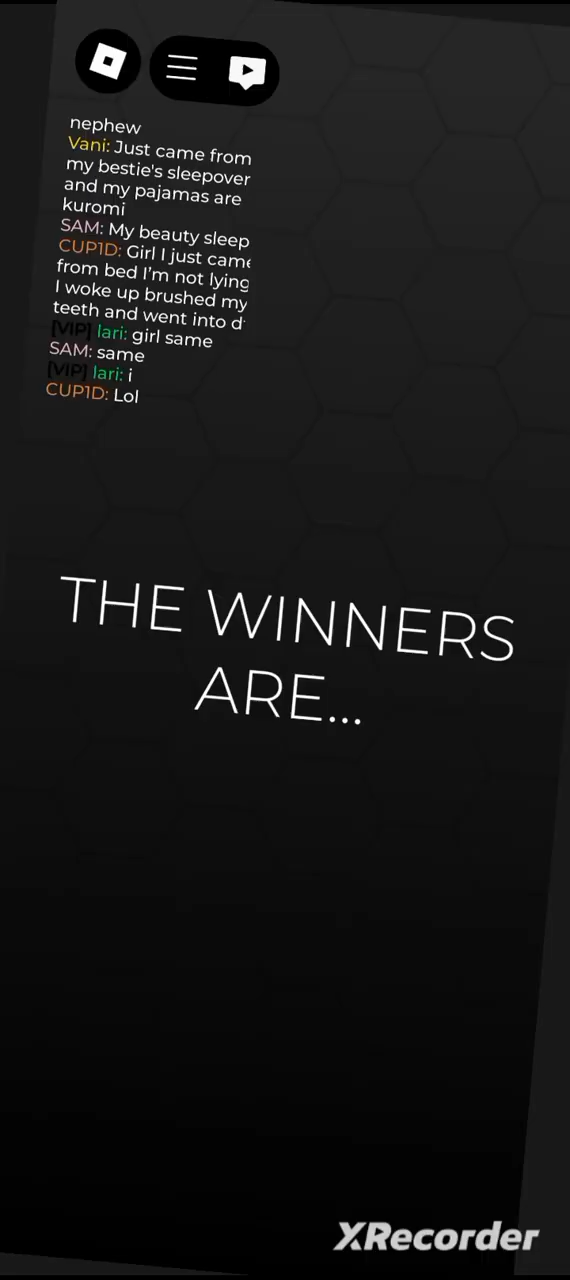 nephew
Vani: Just came from
my bestie's sleepover
and my pajamas are
kuromi
SAM: My beauty sleep
CUP1D: Girl I just came
from bed I'm not lying
I woke up brushed my
teeth and went into d
[VIP] lari: girl same
SAM: same
[VIP] lari: i
CUP1D: Lol
THE WINNERS
ARE...
XRecorder